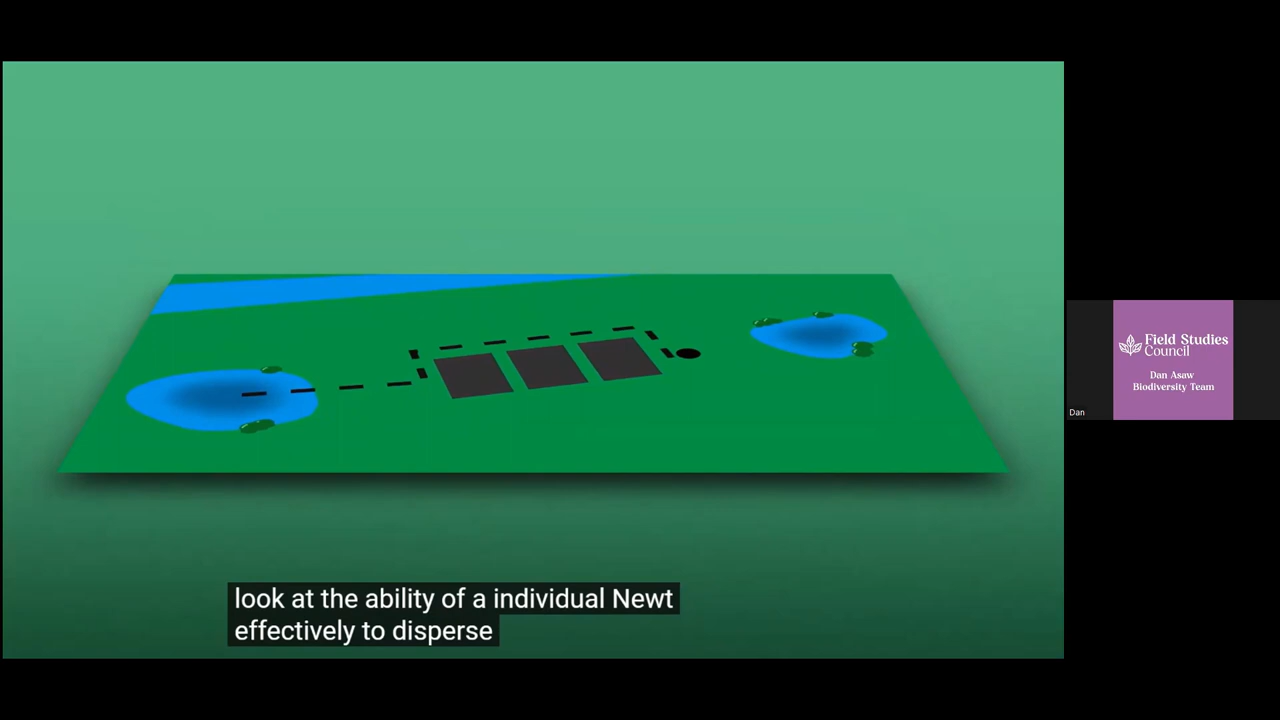 Field Studies
Council
Dan Asaw
Biodiversity Team
Dan
look at the ability of a individual Newt
effectively to disperse